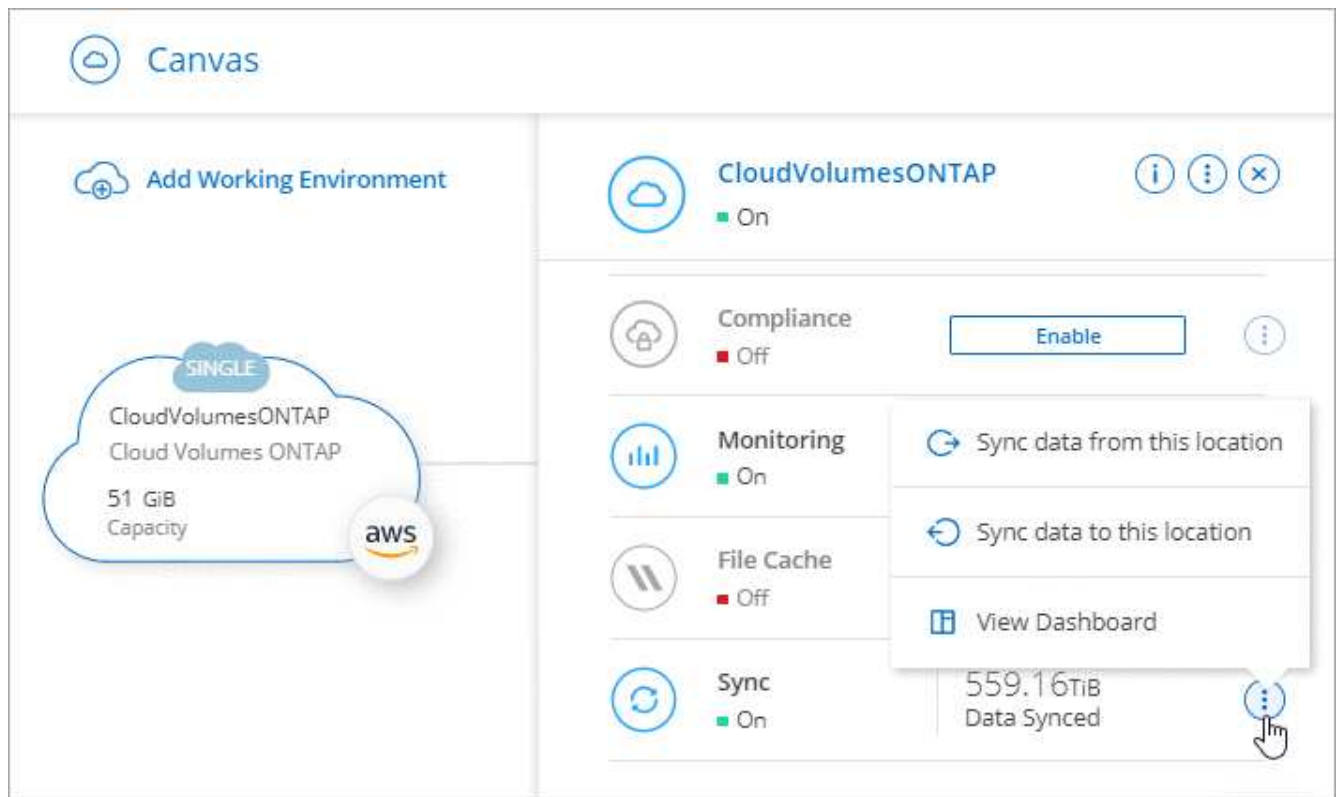 Canvas
Add Working Environment
SINGLE
CloudVolumesONTAP
Cloud Volumes ONTAP
51 GiB
Capacity
aws
CloudVolumesONTAP
On
Compliance
Off
Enable
Monitoring
On
File Cache
Off
Sync
On
559.16TiB
Data Synced
Sync data from this location
Sync data to this location
View Dashboard